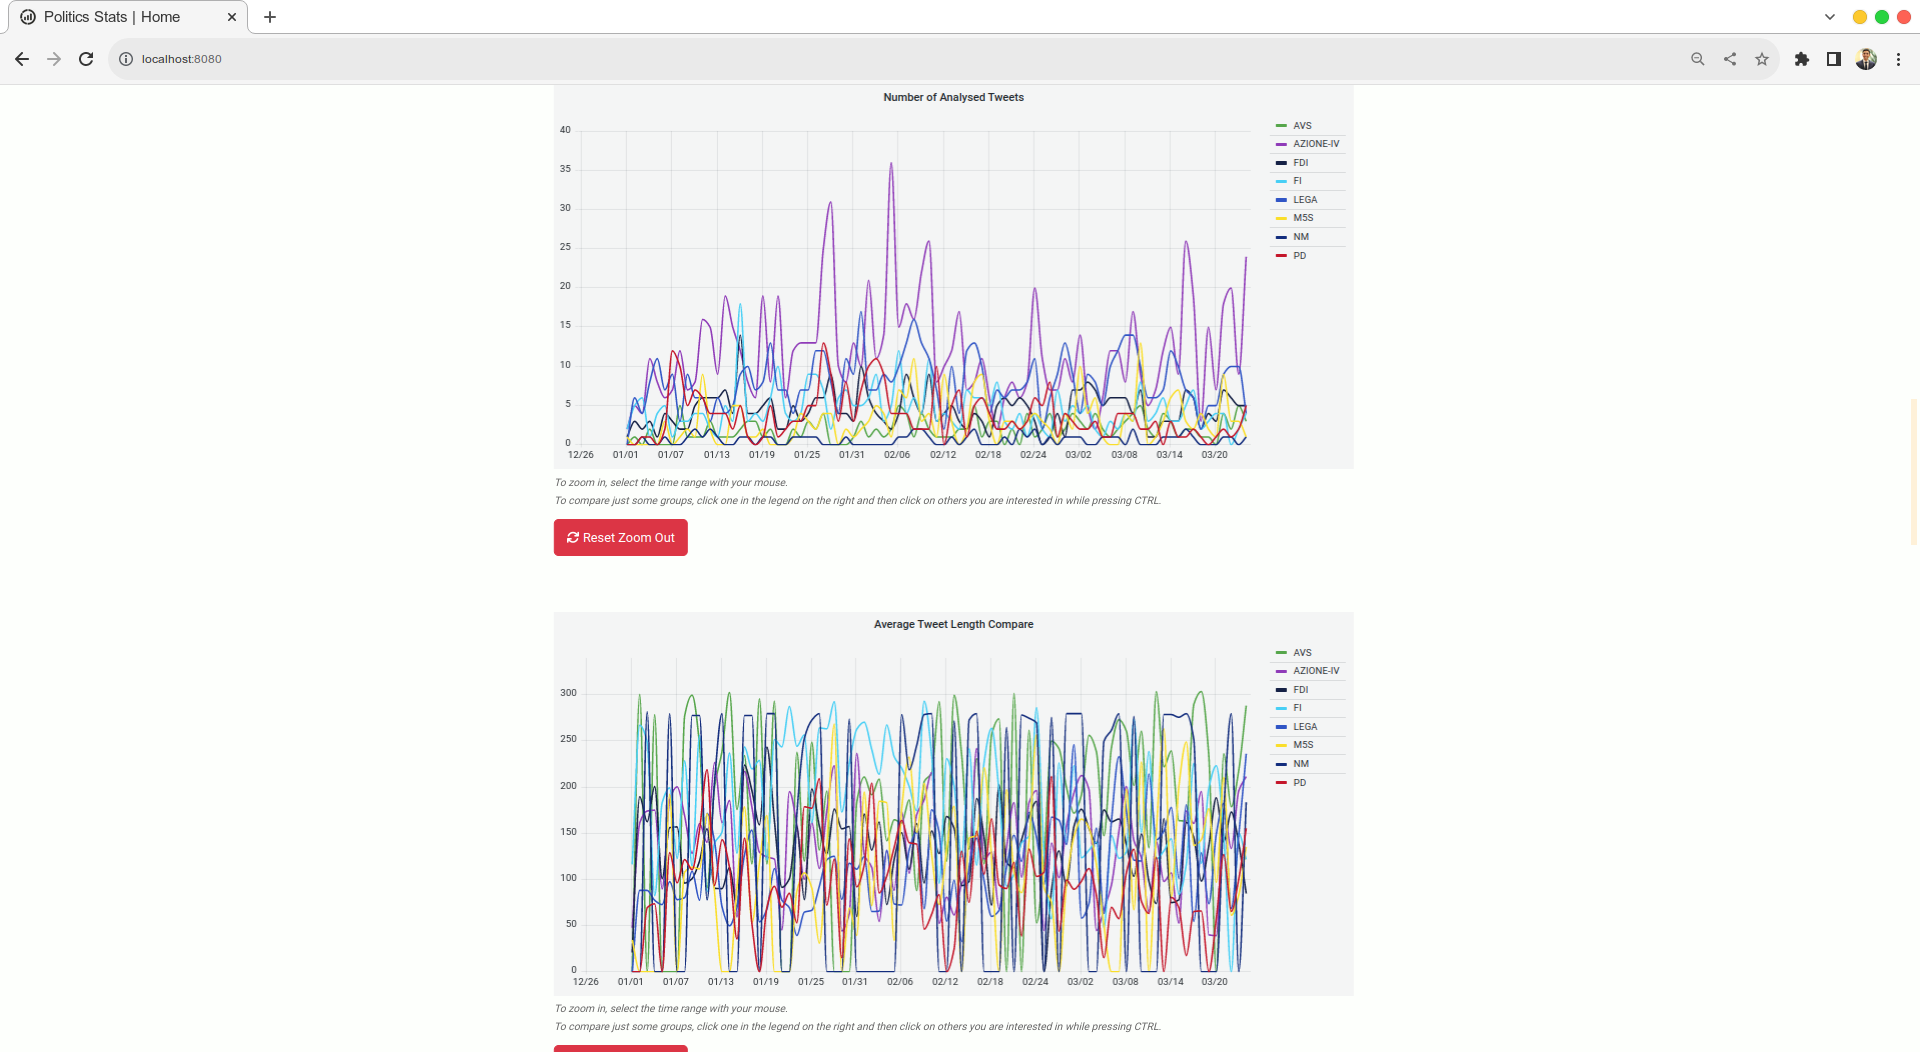 Politics Stats | Home
localhost:8080
Number of Analysed Tweets
40
35
30
25
20
15
10
5
0
12/26 01/01 01/07 01/13 01/19 01/25 01/31 02/06 02/12 02/18 02/24 03/02 03/08 03/14 03/20
AVS
AZIONE-IV
FDI
FI
LEGA
M5S
NM
PD
To zoom in, select the time range with your mouse.
To compare just some groups, click one in the legend on the right and then click on others you are interested in while pressing CTRL.
Reset Zoom Out
Average Tweet Length Compare
300
250
200
150
100
50
0
12/26 01/01 01/07 01/13 01/19 01/25 01/31 02/06 02/12 02/18 02/24 03/02 03/08 03/14 03/20
AVS
AZIONE-IV
FDI
FI
LEGA
M5S
NM
PD
To zoom in, select the time range with your mouse.
To compare just some groups, click one in the legend on the right and then click on others you are interested in while pressing CTRL.